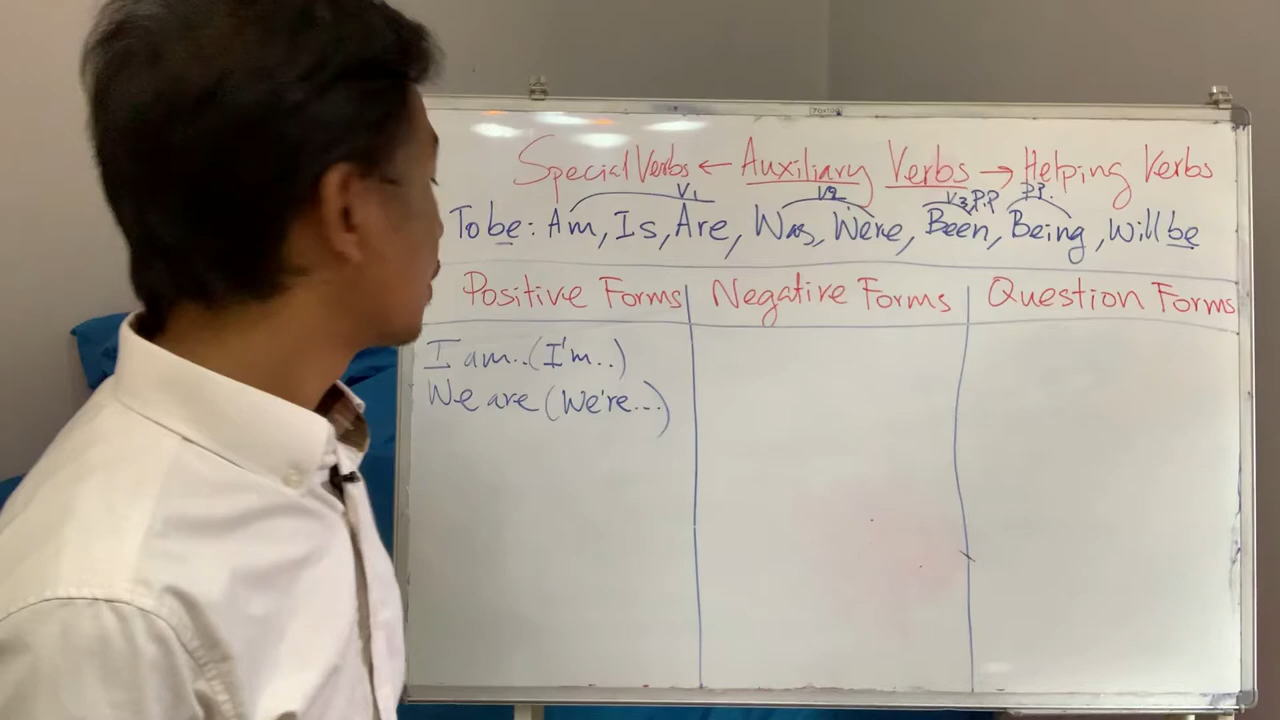 Special Verbs ← Auxiliary Verbs → Helping Verbs
V1 V2 V3 P.P P.P.
To be: Am, Is, Are, Was, Were, Been, Being, will be
Positive Forms Negative Forms Question Forms
I am..(I'm..)
We are (We're...)